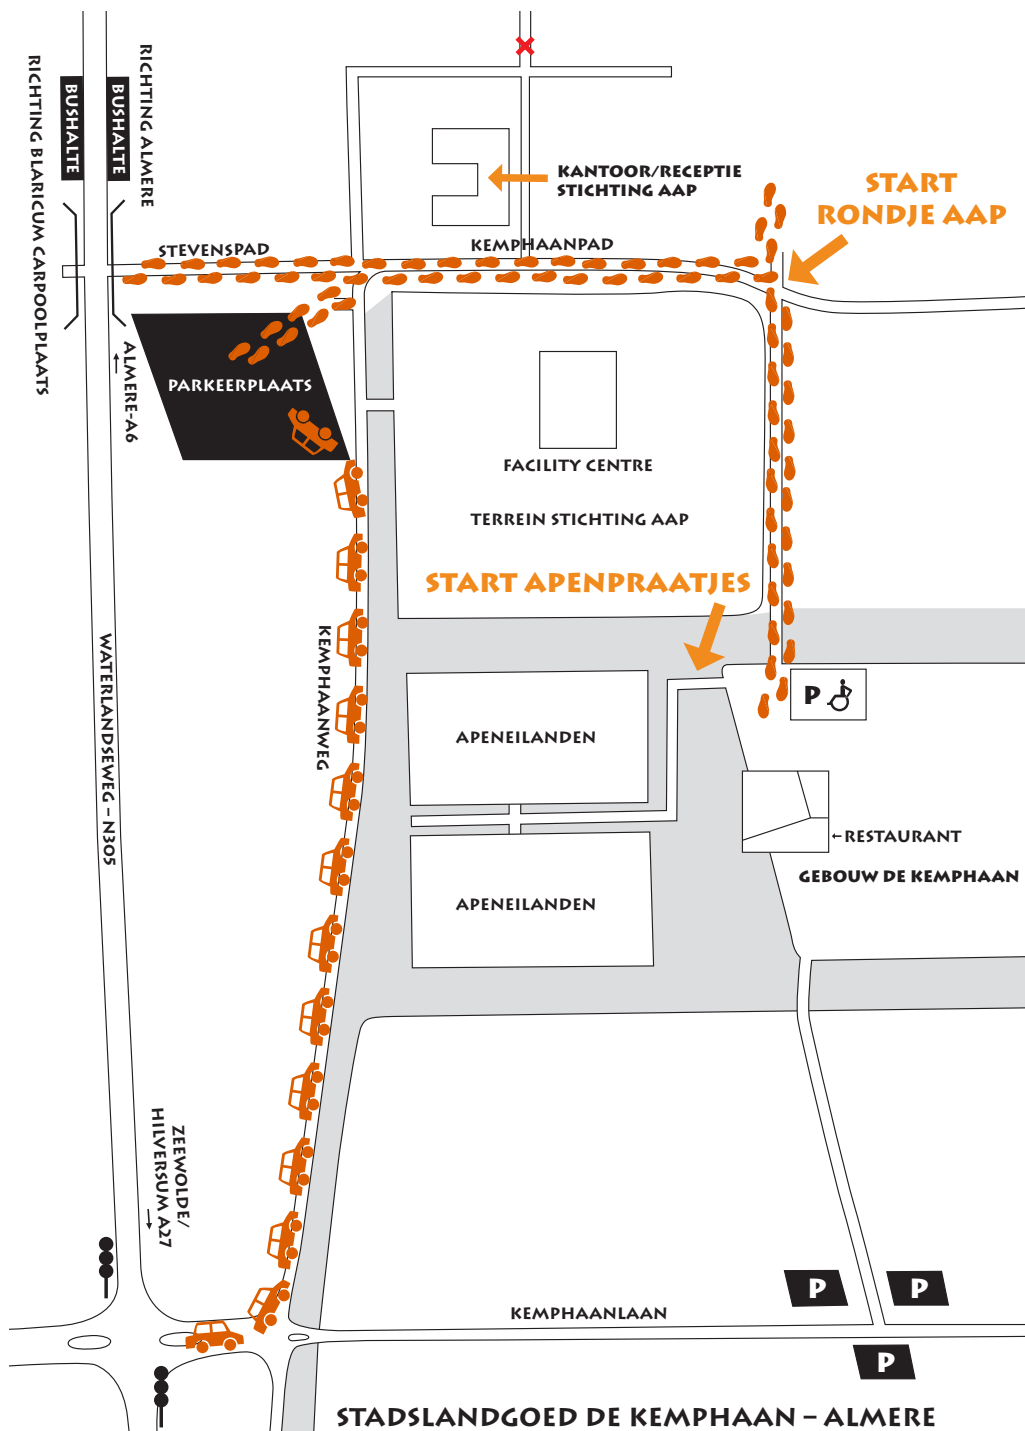 RICHTING BLARICUM CARPOOLPLAATS
BUSHALTE
BUSHALTE
RICHTING ALMERE
KANTOOR/RECEPTIE
STICHTING AAP
START
RONDJE AAP
STEVENSPAD
KEMPHAANPAD
ALMERE-A6
PARKEERPLAATS
FACILITY CENTRE
TERREIN STICHTING AAP
START APENPRAATJES
KEMPHAANWEG
WATERLANDSEWEG – N305
P
APENEILANDEN
RESTAURANT
GEBOUW DE KEMPHAAN
APENEILANDEN
ZEEWOLDE/
HILVERSUM A27
P
P
KEMPHAANLAAN
P
STADSLANDGOED DE KEMPHAAN – ALMERE